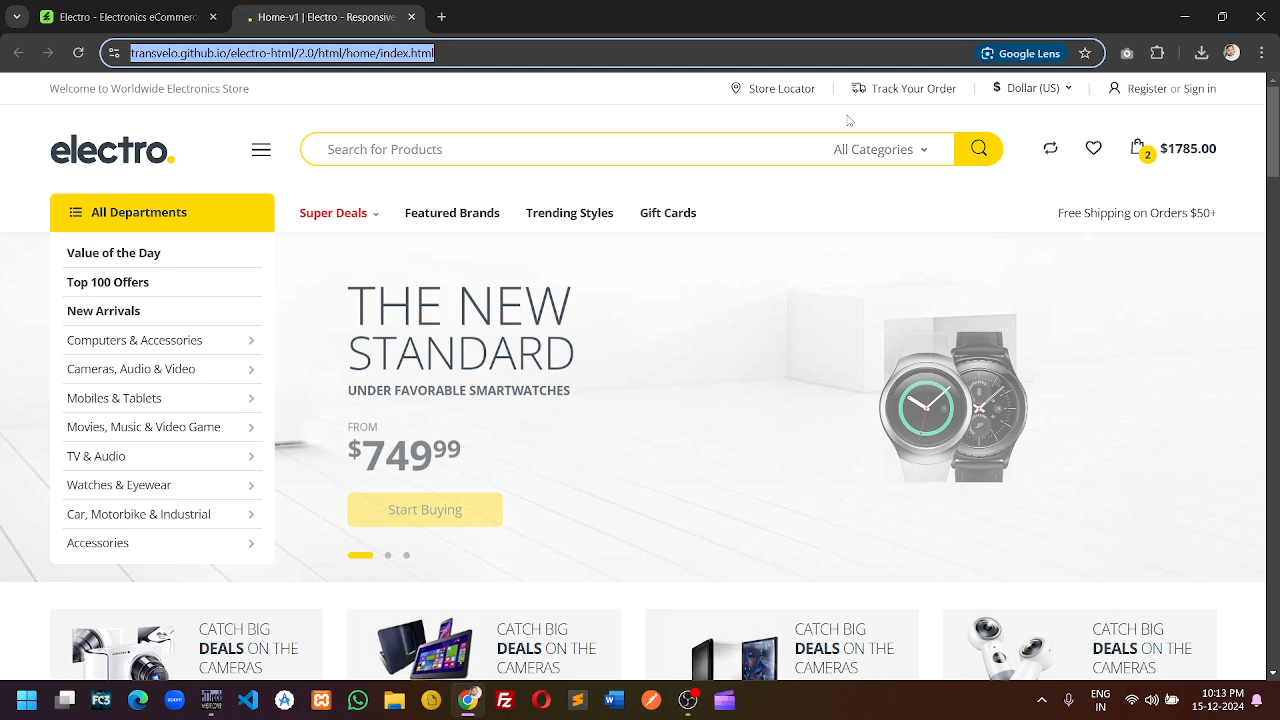 Electro HTML
Home-v1 | Electro - Responsive
transvelo.github.io/electro-html/2.0/html/home/index.html
Google Lens
Welcome to Worldwide Electronics Store
Store Locator
Track Your Order
$ Dollar (US)
Register or Sign in
electro.
Search for Products
All Categories
2
$1785.00
All Departments
Super Deals
Featured Brands
Trending Styles
Gift Cards
Free Shipping on Orders $50+
Value of the Day
Top 100 Offers
New Arrivals
Computers & Accessories
Cameras, Audio & Video
Mobiles & Tablets
Movies, Music & Video Game
TV & Audio
Watches & Eyewear
Car, Motorbike & Industrial
Accessories
THE NEW
STANDARD
UNDER FAVORABLE SMARTWATCHES
FROM
$749 99
Start Buying
CATCH BIG
DEALS ON THE
CAMERAS
CATCH BIG
DEALS ON THE
CAMERAS
CATCH BIG
DEALS ON THE
CAMERAS
CATCH BIG
DEALS ON THE
CAMERAS
FC5
zoom
ENG
IN
10:13 PM
15-12-2024